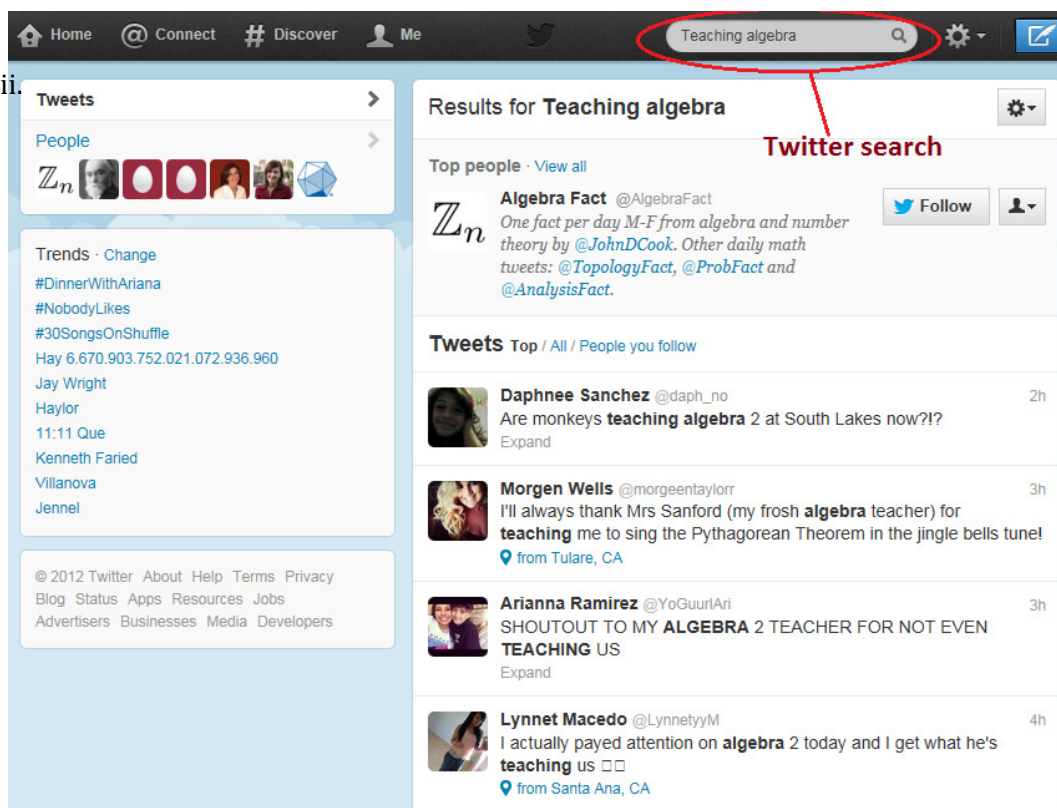 Home @ Connect # Discover Me Teaching algebra
ii.
Tweets
People
ℤn
Trends · Change
#DinnerWithAriana
#NobodyLikes
#30SongsOnShuffle
Hay 6.670.903.752.021.072.936.960
Jay Wright
Haylor
11:11 Que
Kenneth Faried
Villanova
Jennel
© 2012 Twitter About Help Terms Privacy
Blog Status Apps Resources Jobs
Advertisers Businesses Media Developers
Results for Teaching algebra
Twitter search
Top people · View all
ℤn
Algebra Fact @AlgebraFact
One fact per day M-F from algebra and number
theory by @JohnDCook. Other daily math
tweets: @TopologyFact, @ProbFact and
@AnalysisFact.
Follow
Tweets Top / All / People you follow
Daphnee Sanchez @daph_no 2h
Are monkeys teaching algebra 2 at South Lakes now?!?
Expand
Morgen Wells @morgeentaylorr 3h
I'll always thank Mrs Sanford (my frosh algebra teacher) for
teaching me to sing the Pythagorean Theorem in the jingle bells tune!
from Tulare, CA
Arianna Ramirez @YoGuurlAri 3h
SHOUTOUT TO MY ALGEBRA 2 TEACHER FOR NOT EVEN
TEACHING US
Expand
Lynnet Macedo @LynnetyyM 4h
I actually payed attention on algebra 2 today and I get what he's
teaching us □□
from Santa Ana, CA